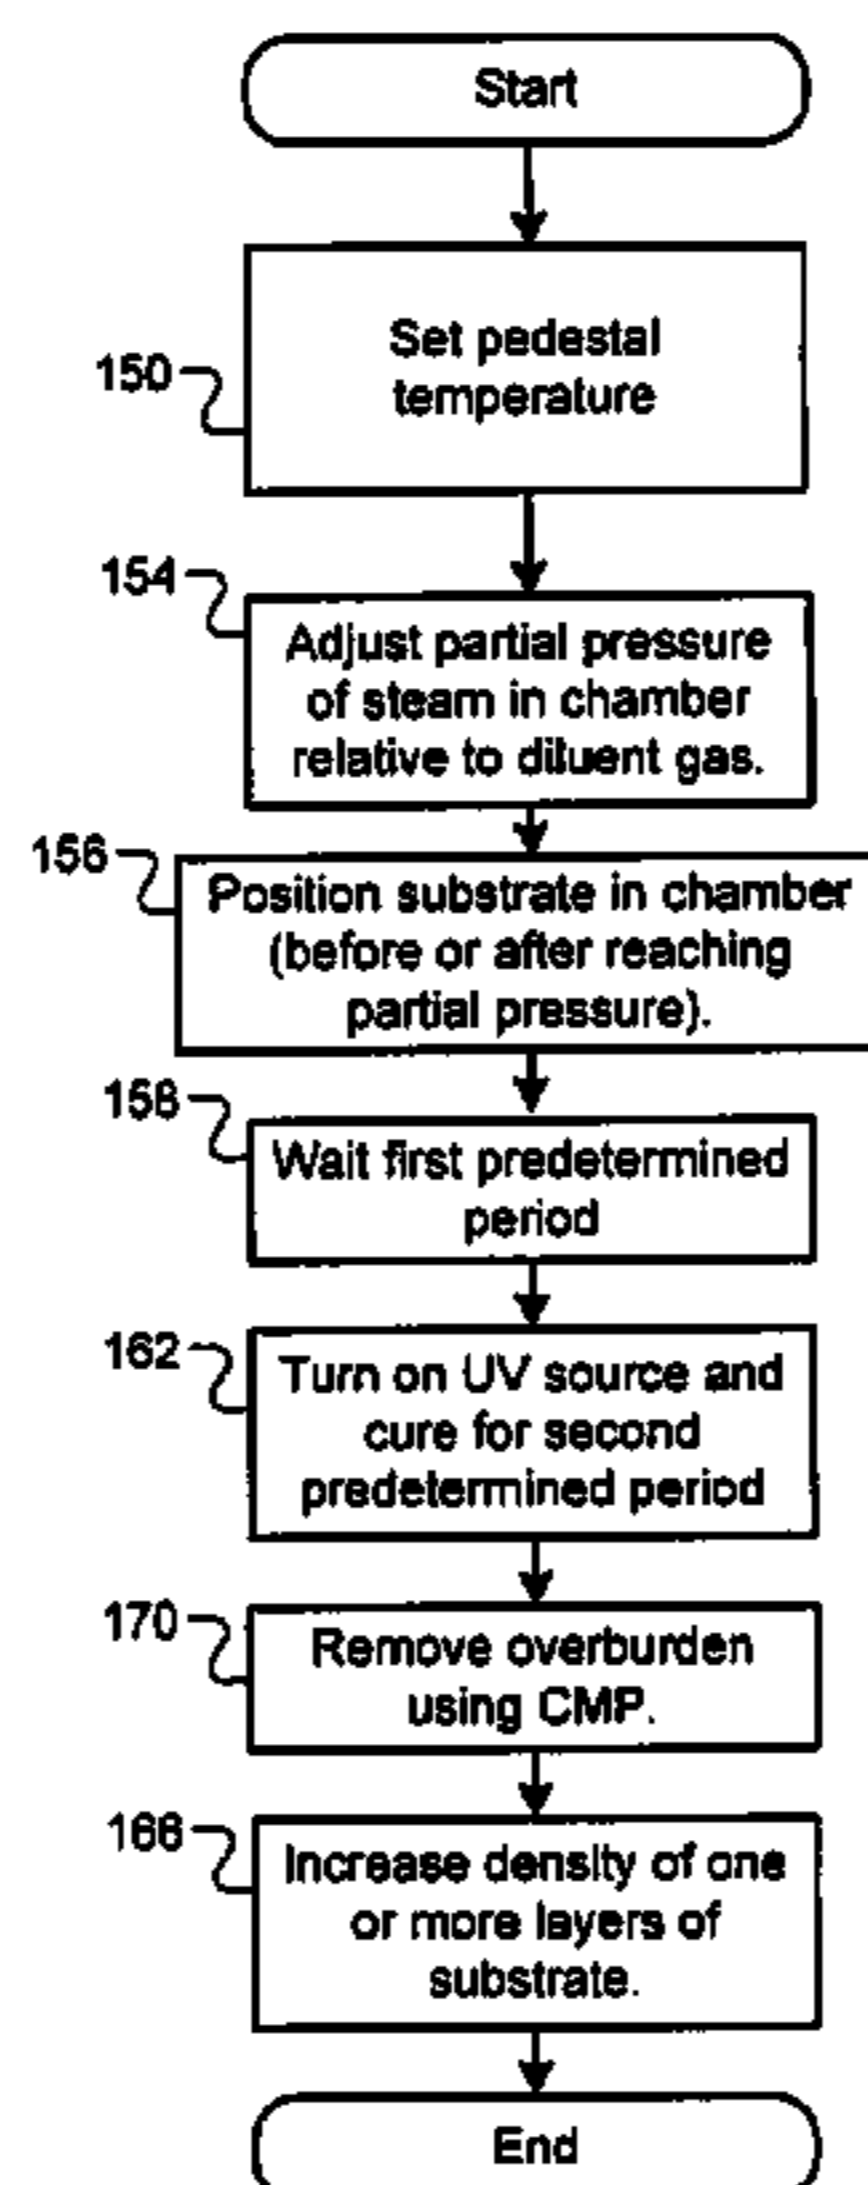 Start
150
Set pedestal
temperature
154
Adjust partial pressure
of steam in chamber
relative to diluent gas.
156
Position substrate in chamber
(before or after reaching
partial pressure).
158
Wait first predetermined
period
162
Turn on UV source and
cure for second
predetermined period
170
Remove overburden
using CMP.
166
Increase density of one
or more layers of
substrate.
End